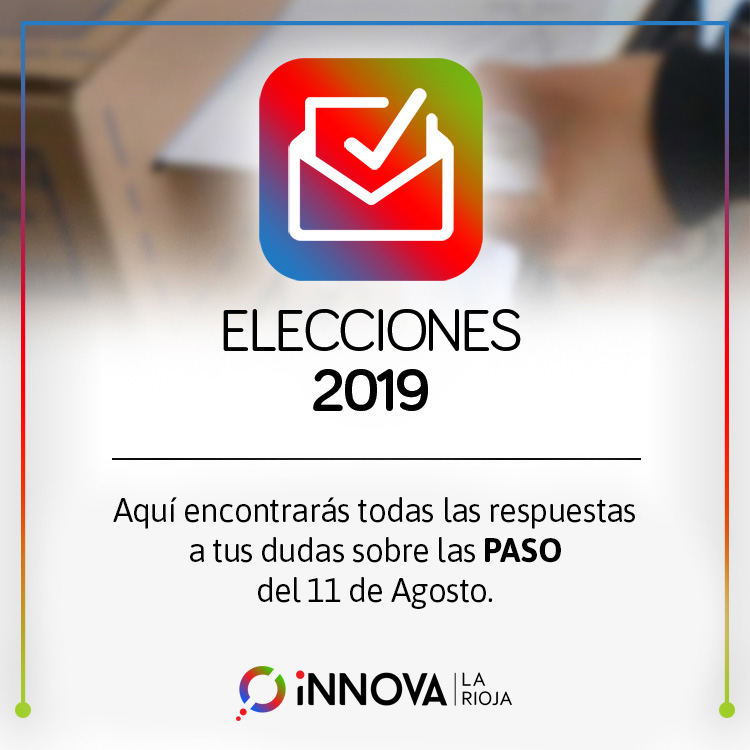 ELECCIONES
2019
Aquí encontrarás todas las respuestas
a tus dudas sobre las PASO
del 11 de Agosto.
iNNOVA LA
RIOJA